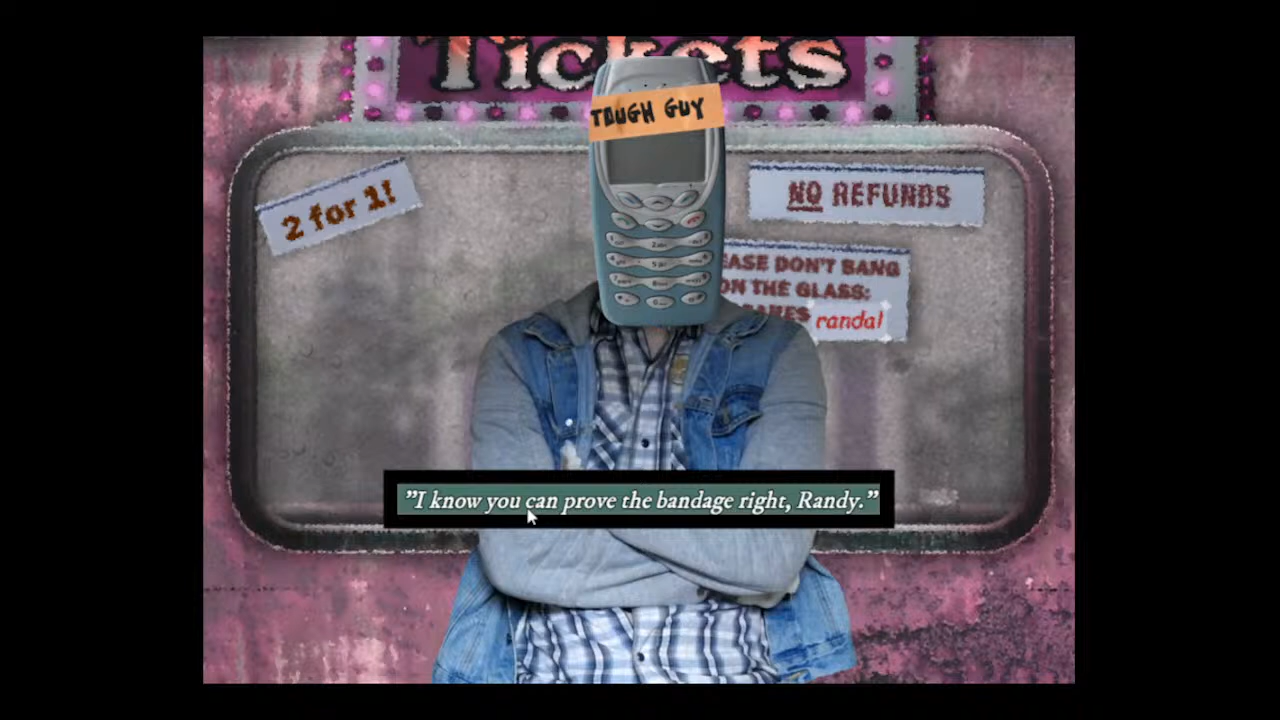 Tickets
TOUGH GUY
2 for 1!
NO REFUNDS
EASE DON'T BANG
ON THE GLASS:
randal
"I know you can prove the bandage right, Randy."